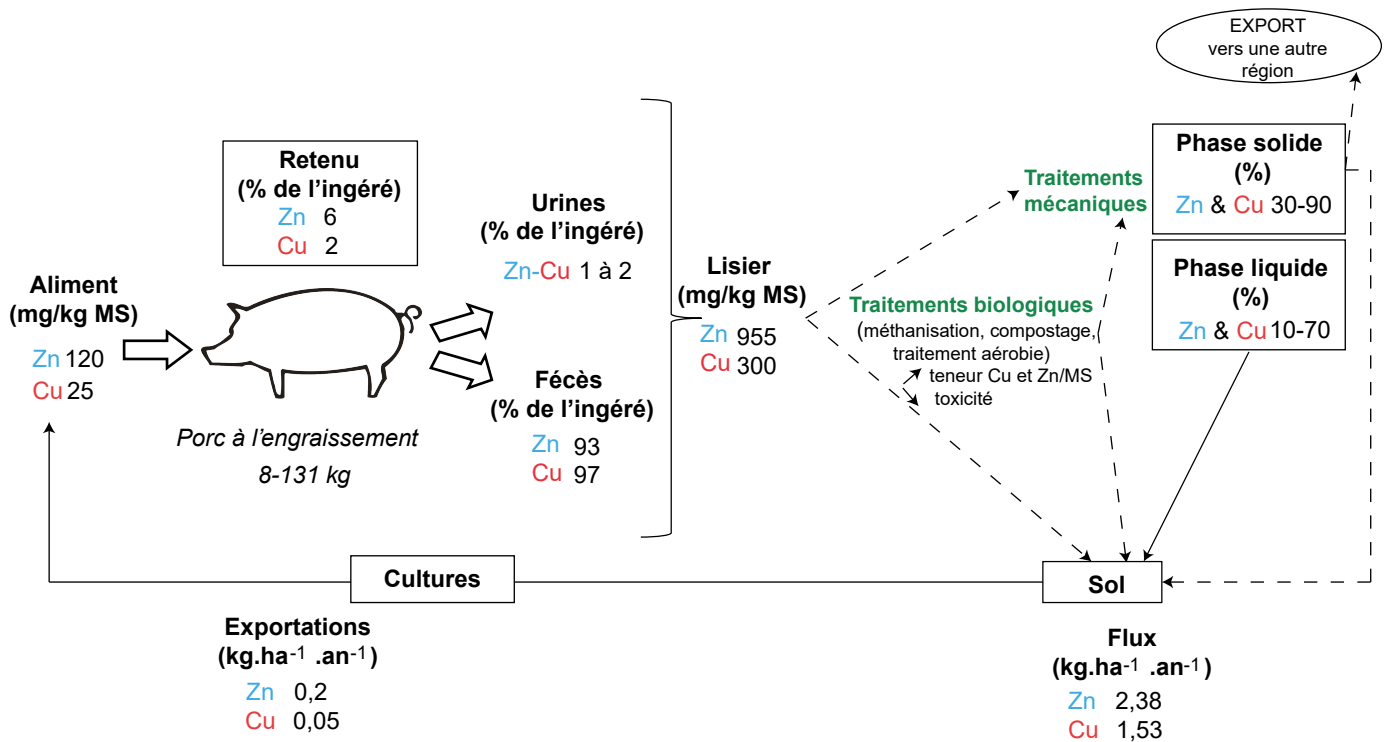 EXPORT
vers une autre
région
Retenu
(% de l'ingéré)
Zn 6
Cu 2
Urines
(% de l'ingéré)
Zn-Cu 1 à 2
Aliment
(mg/kg MS)
Zn 120
Cu 25
Porc à l'engraissement
8-131 kg
Fécès
(% de l'ingéré)
Zn 93
Cu 97
Lisier
(mg/kg MS)
Zn 955
Cu 300
Traitements
mécaniques
Traitements biologiques
(méthanisation, compostage,
traitement aérobie)
teneur Cu et Zn/MS
toxicité
Phase solide
(%)
Zn & Cu 30-90
Phase liquide
(%)
Zn & Cu 10-70
Cultures
Sol
Exportations
(kg.ha-1 .an-1)
Zn 0,2
Cu 0,05
Flux
(kg.ha-1 .an-1)
Zn 2,38
Cu 1,53